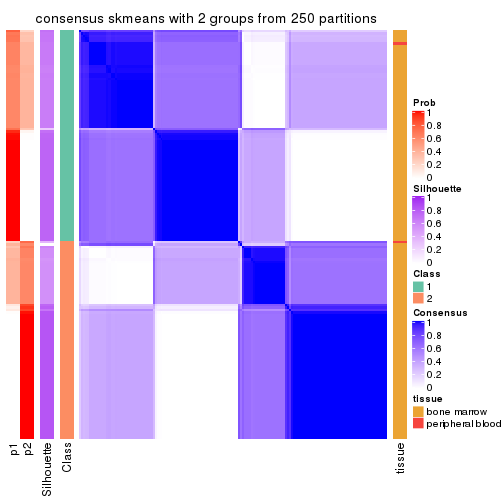 consensus skmeans with 2 groups from 250 partitions
Prob
1
0.8
0.6
0.4
0.2
0
Silhouette
1
0.8
0.6
0.4
0.2
0
Class
1
2
Consensus
1
0.8
0.6
0.4
0.2
0
tissue
bone marrow
peripheral blood
p1
p2
Silhouette
Class
tissue